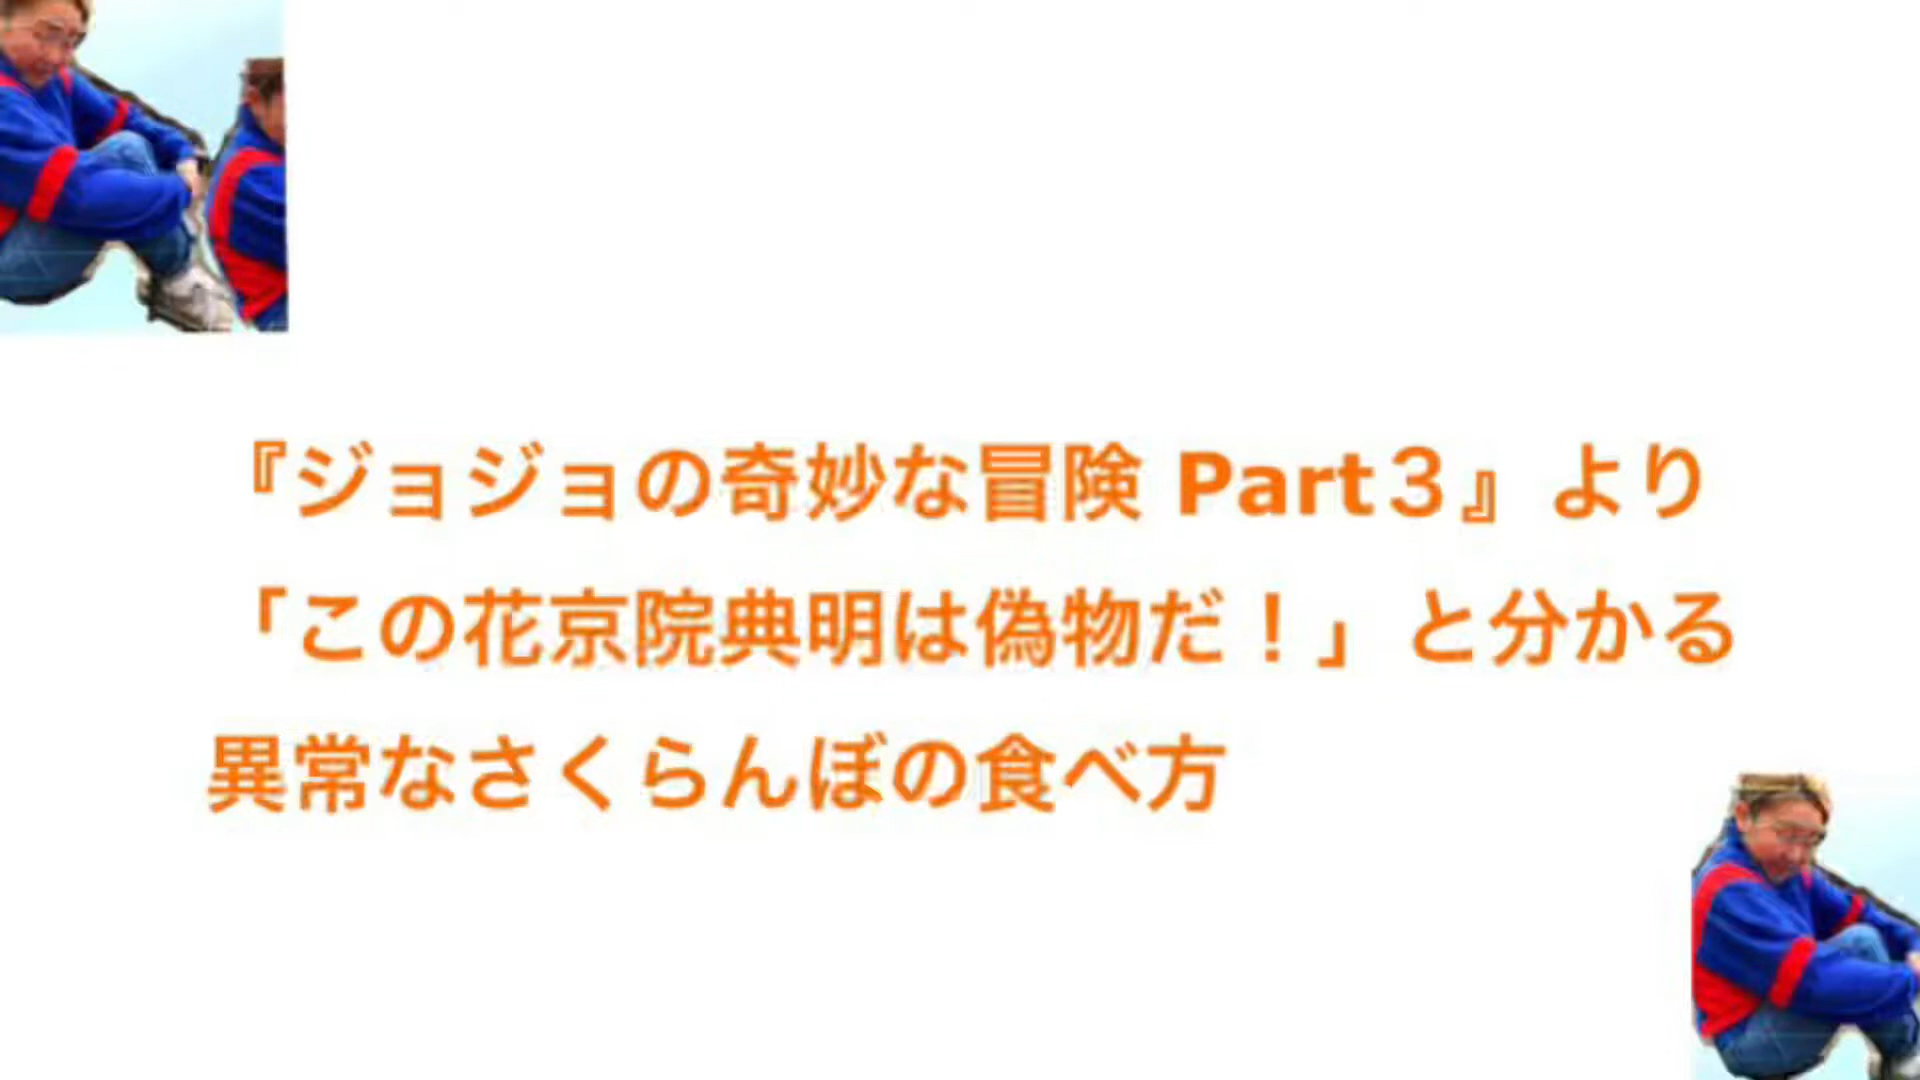 『ジョジョの奇妙な冒険 Part３』より
「この花京院典明は偽物だ！」と分かる
異常なさくらんぼの食べ方